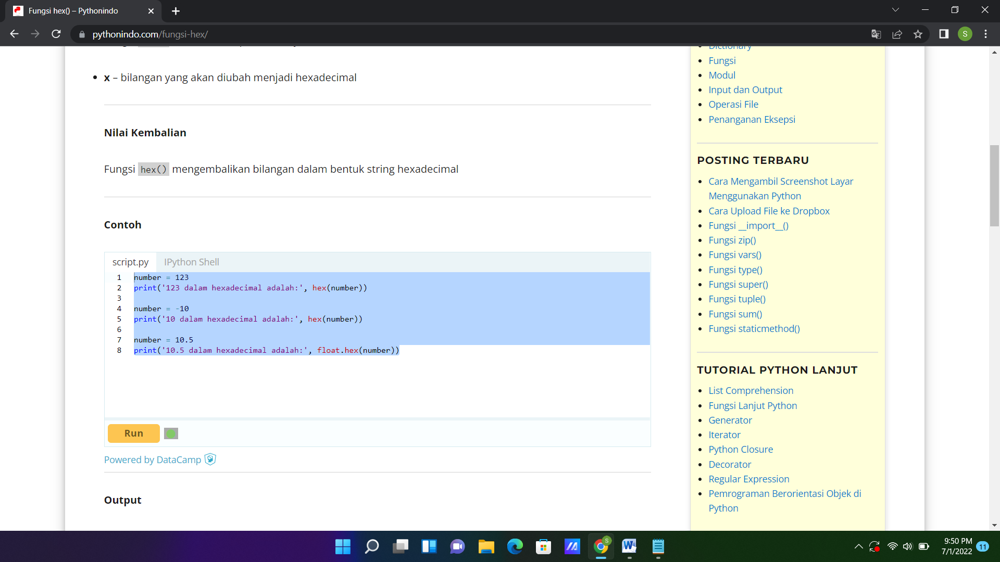 Fungsi hex() – Pythonindo
pythonindo.com/fungsi-hex/
S
x – bilangan yang akan diubah menjadi hexadecimal
Nilai Kembalian
Fungsi hex() mengembalikan bilangan dalam bentuk string hexadecimal
Contoh
script.py
IPython Shell
1 number = 123
2 print('123 dalam hexadecimal adalah:', hex(number))
3
4 number = -10
5 print('10 dalam hexadecimal adalah:', hex(number))
6
7 number = 10.5
8 print('10.5 dalam hexadecimal adalah:', float.hex(number))
Run
Powered by DataCamp
Output
Dictionary
Fungsi
Modul
Input dan Output
Operasi File
Penanganan Eksepsi
POSTING TERBARU
Cara Mengambil Screenshot Layar
Menggunakan Python
Cara Upload File ke Dropbox
Fungsi __import__()
Fungsi zip()
Fungsi vars()
Fungsi type()
Fungsi super()
Fungsi tuple()
Fungsi sum()
Fungsi staticmethod()
TUTORIAL PYTHON LANJUT
List Comprehension
Fungsi Lanjut Python
Generator
Iterator
Python Closure
Decorator
Regular Expression
Pemrograman Berorientasi Objek di
Python
S
W
9:50 PM
7/1/2022
11